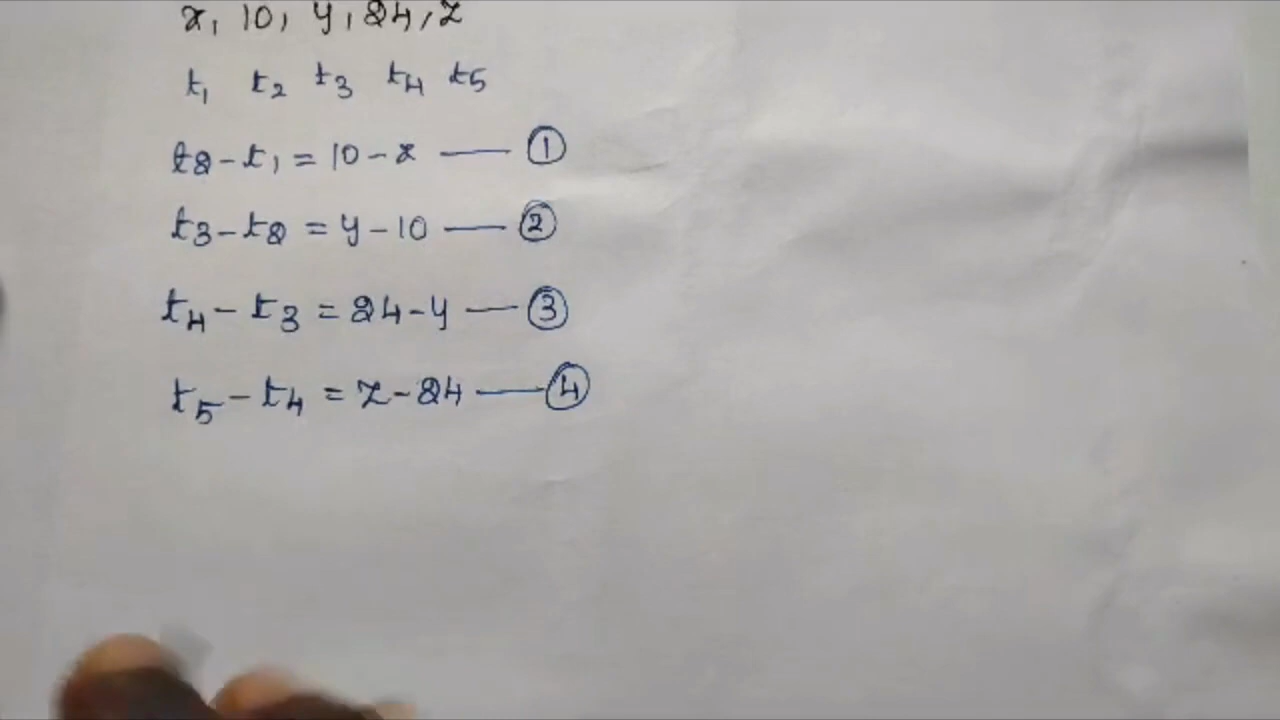 x, 10, y, 24, z
t₁ t₂ t₃ t₄ t₅
t₂ - t₁ = 10 - x —— ①
t₃ - t₂ = y - 10 —— ②
t₄ - t₃ = 24 - y —— ③
t₅ - t₄ = z - 24 —— ④